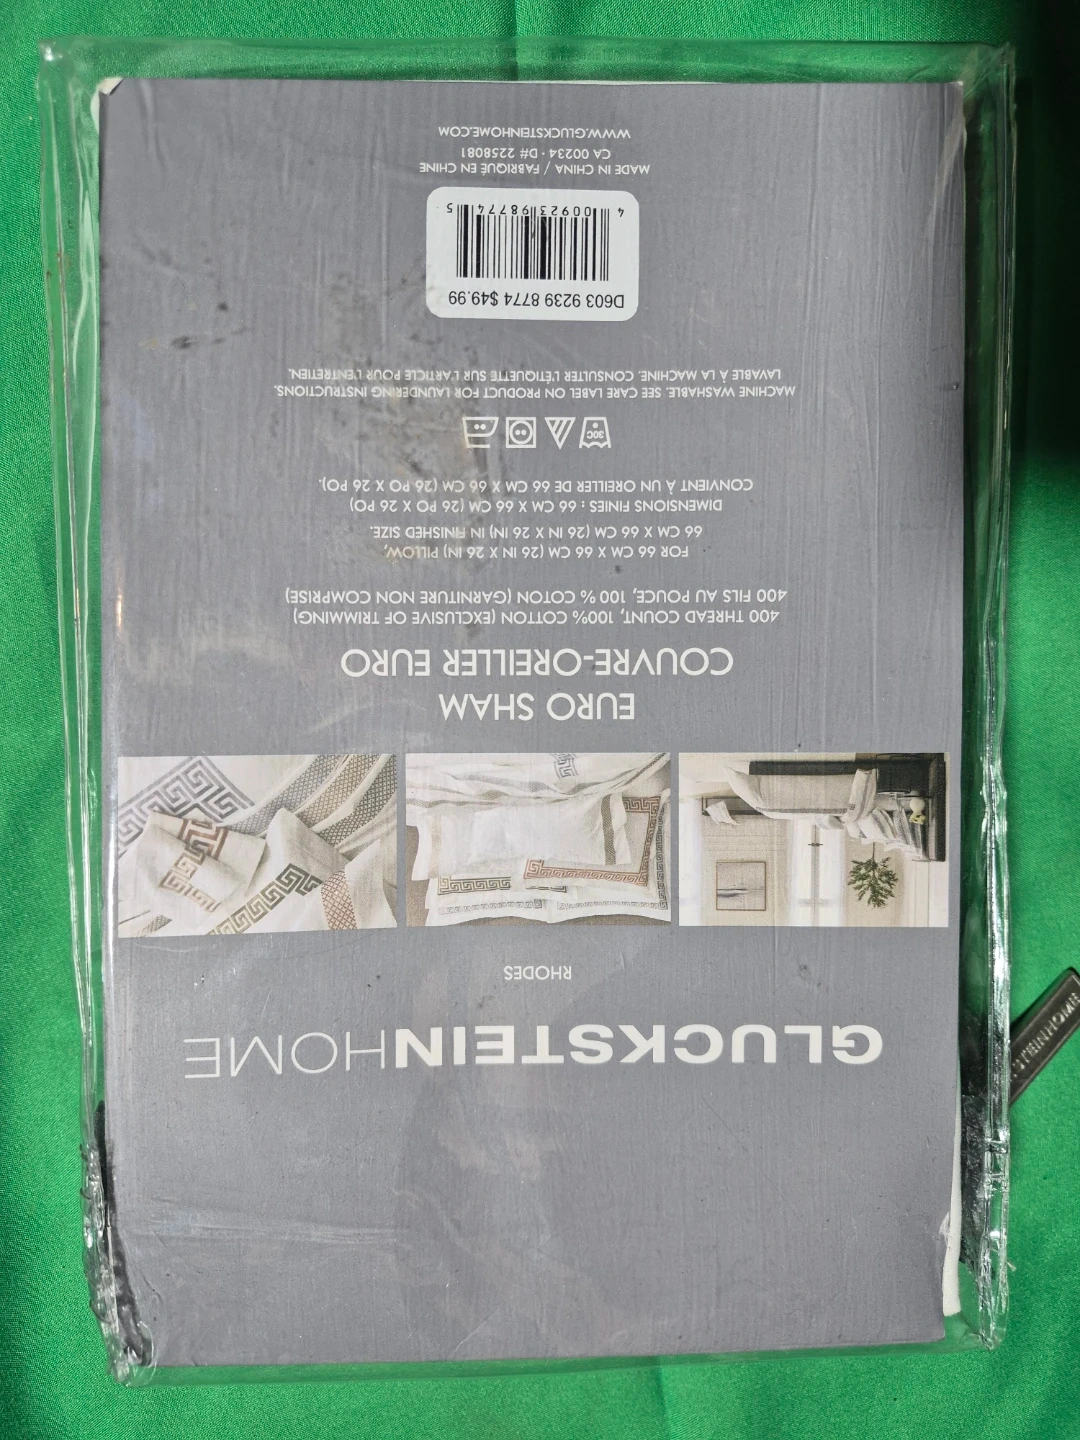 GLUCKSTEINHOME
RHODES
EURO SHAM
COUVRE-OREILLER EURO
400 THREAD COUNT, 100% COTTON (EXCLUSIVE OF TRIMMING)
400 FILS AU POUCE, 100 % COTON (GARNITURE NON COMPRISE)
FOR 66 CM X 66 CM (26 IN X 26 IN) PILLOW,
66 CM X 66 CM (26 IN X 26 IN) IN FINISHED SIZE.
DIMENSIONS FINIES : 66 CM X 66 CM (26 PO X 26 PO)
CONVIENT À UN OREILLER DE 66 CM X 66 CM (26 PO X 26 PO).
30C
MACHINE WASHABLE. SEE CARE LABEL ON PRODUCT FOR LAUNDERING INSTRUCTIONS.
LAVABLE À LA MACHINE. CONSULTER L'ÉTIQUETTE SUR L'ARTICLE POUR L'ENTRETIEN.
D603 9239 8774 $49.99
4 00923 98774 5
MADE IN CHINA / FABRIQUÉ EN CHINE
CA 00234 · D# 2258081
WWW.GLUCKSTEINHOME.COM
STEINHOME